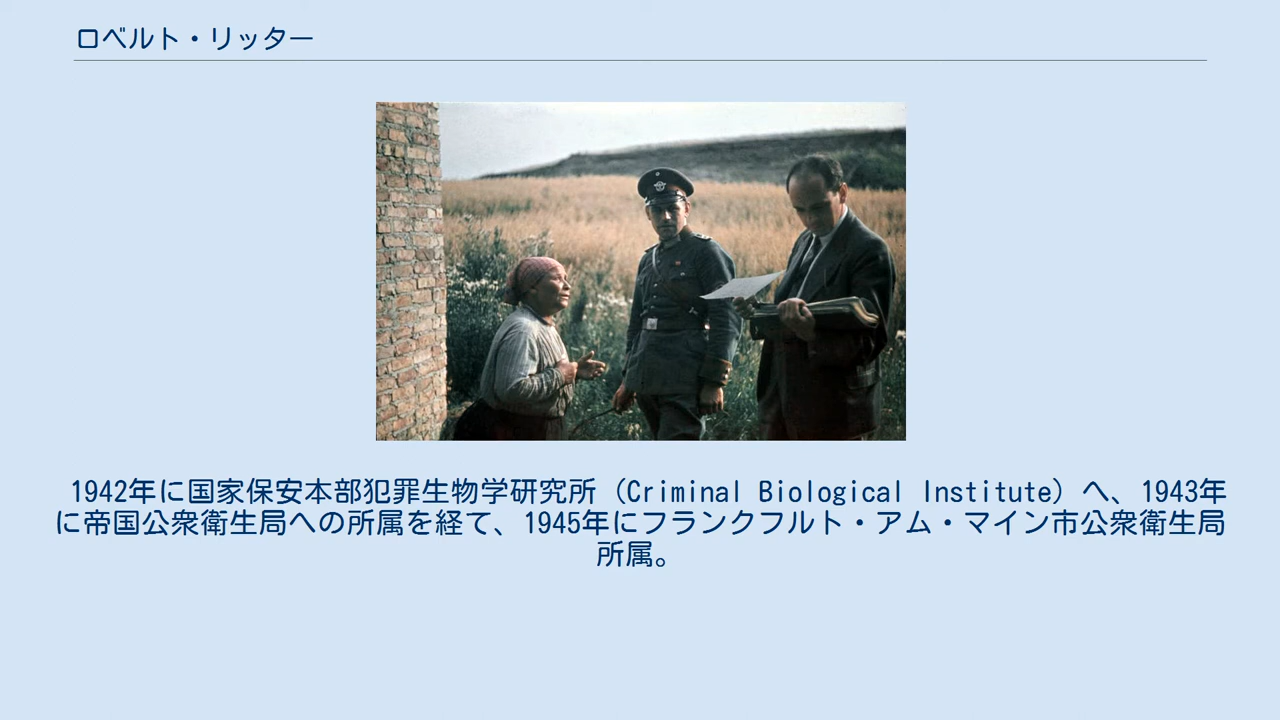 ロベルト・リッター
1942年に国家保安本部犯罪生物学研究所（Criminal Biological Institute）へ、1943年
に帝国公衆衛生局への所属を経て、1945年にフランクフルト・アム・マイン市公衆衛生局
所属。